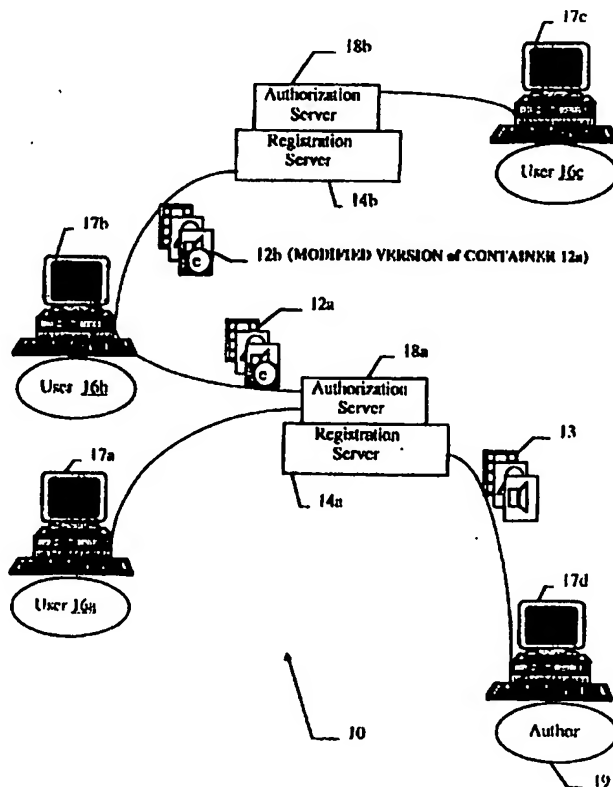 17c
18b
Authorization
Server
Registration
Server
User 16c
14b
17b
12b (MODIFIED VERSION of CONTAINER 12a)
12a
18a
User 16b
Authorization
Server
13
17a
Registration
Server
14a
17d
User 16a
10
Author
19